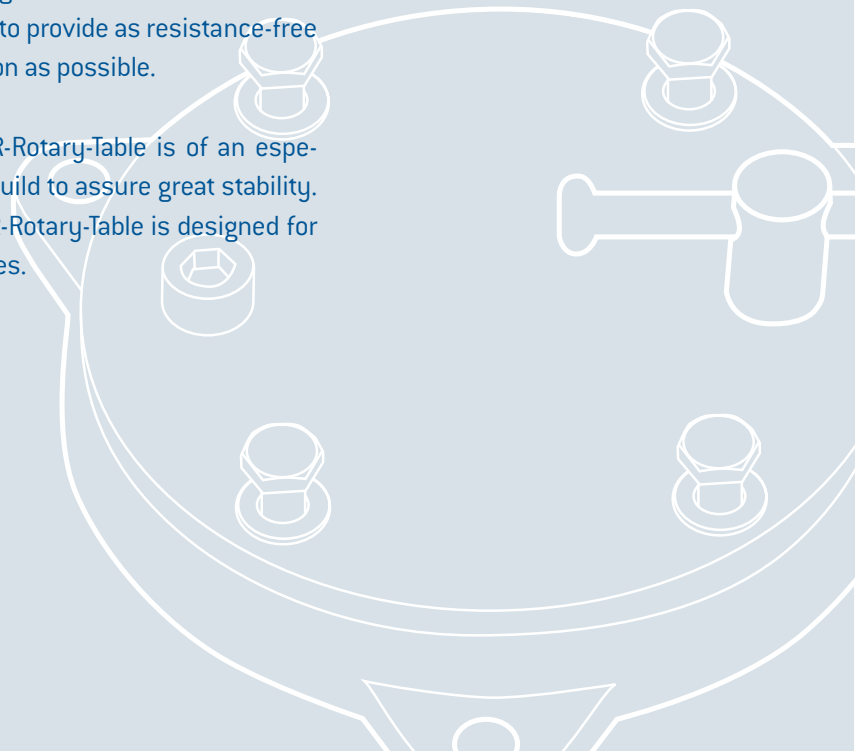 to provide as resistance-free
on as possible.
R-Rotary-Table is of an espe-
uild to assure great stability.
-Rotary-Table is designed for
es.